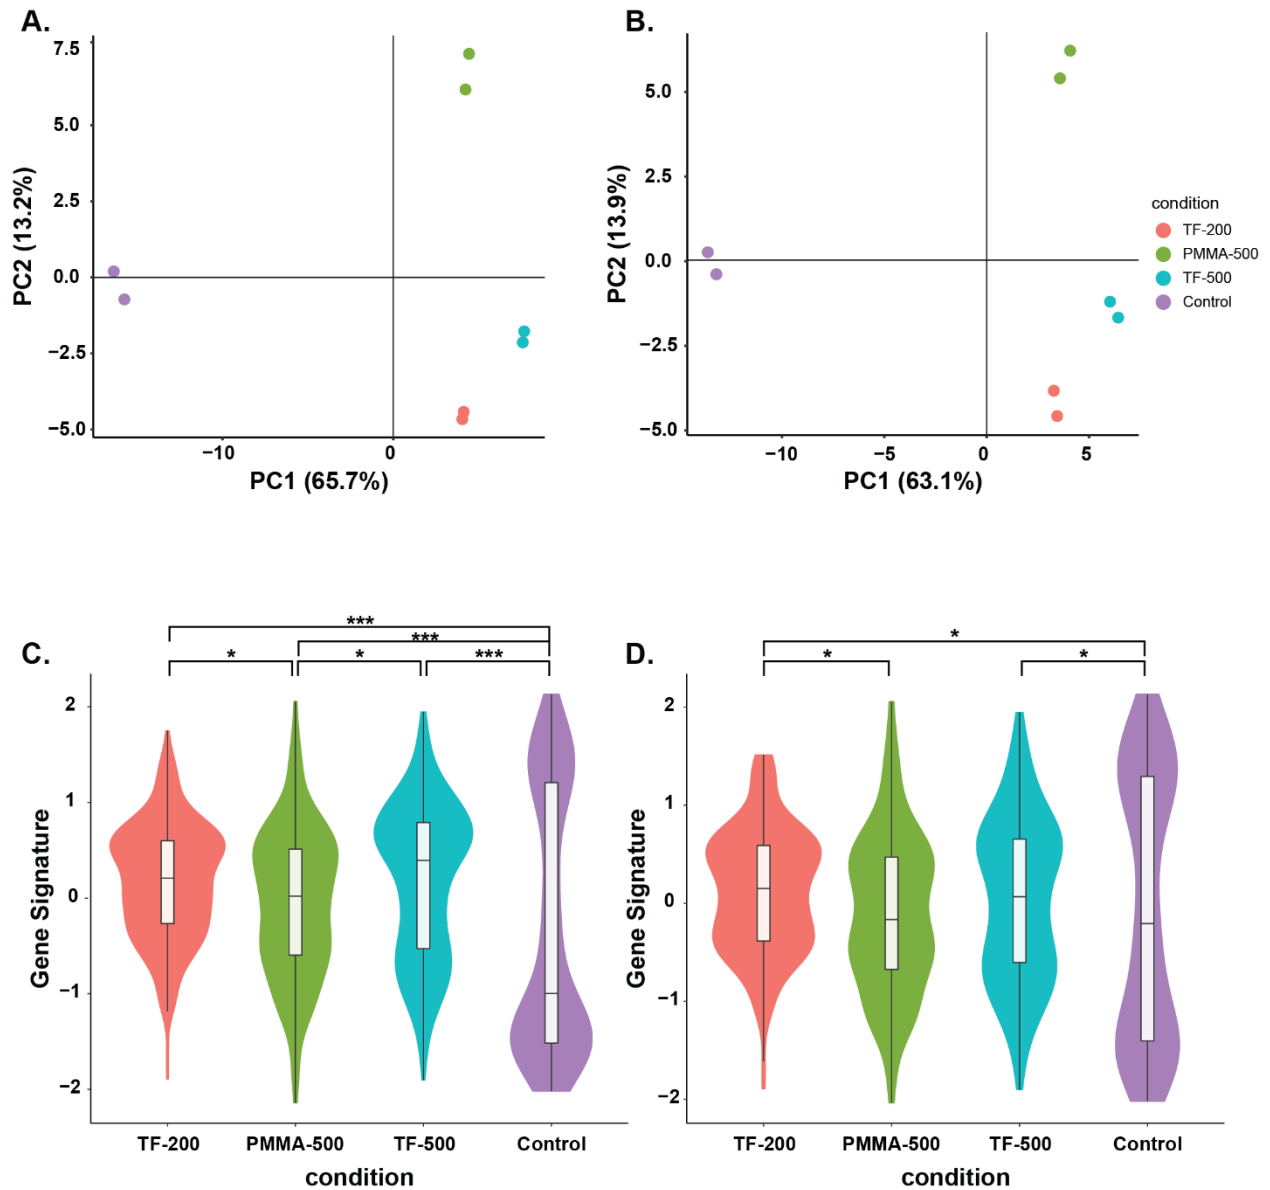 A.
7.5
5.0
2.5
0.0
−2.5
−5.0
PC2 (13.2%)
−10
0
PC1 (65.7%)
B.
5.0
2.5
0.0
−2.5
−5.0
PC2 (13.9%)
−10
−5
0
5
PC1 (63.1%)
condition
TF-200
PMMA-500
TF-500
Control
C.
***
***
*
*
***
2
1
0
−1
−2
Gene Signature
TF-200
PMMA-500
TF-500
Control
condition
D.
*
*
*
2
1
0
−1
−2
Gene Signature
TF-200
PMMA-500
TF-500
Control
condition